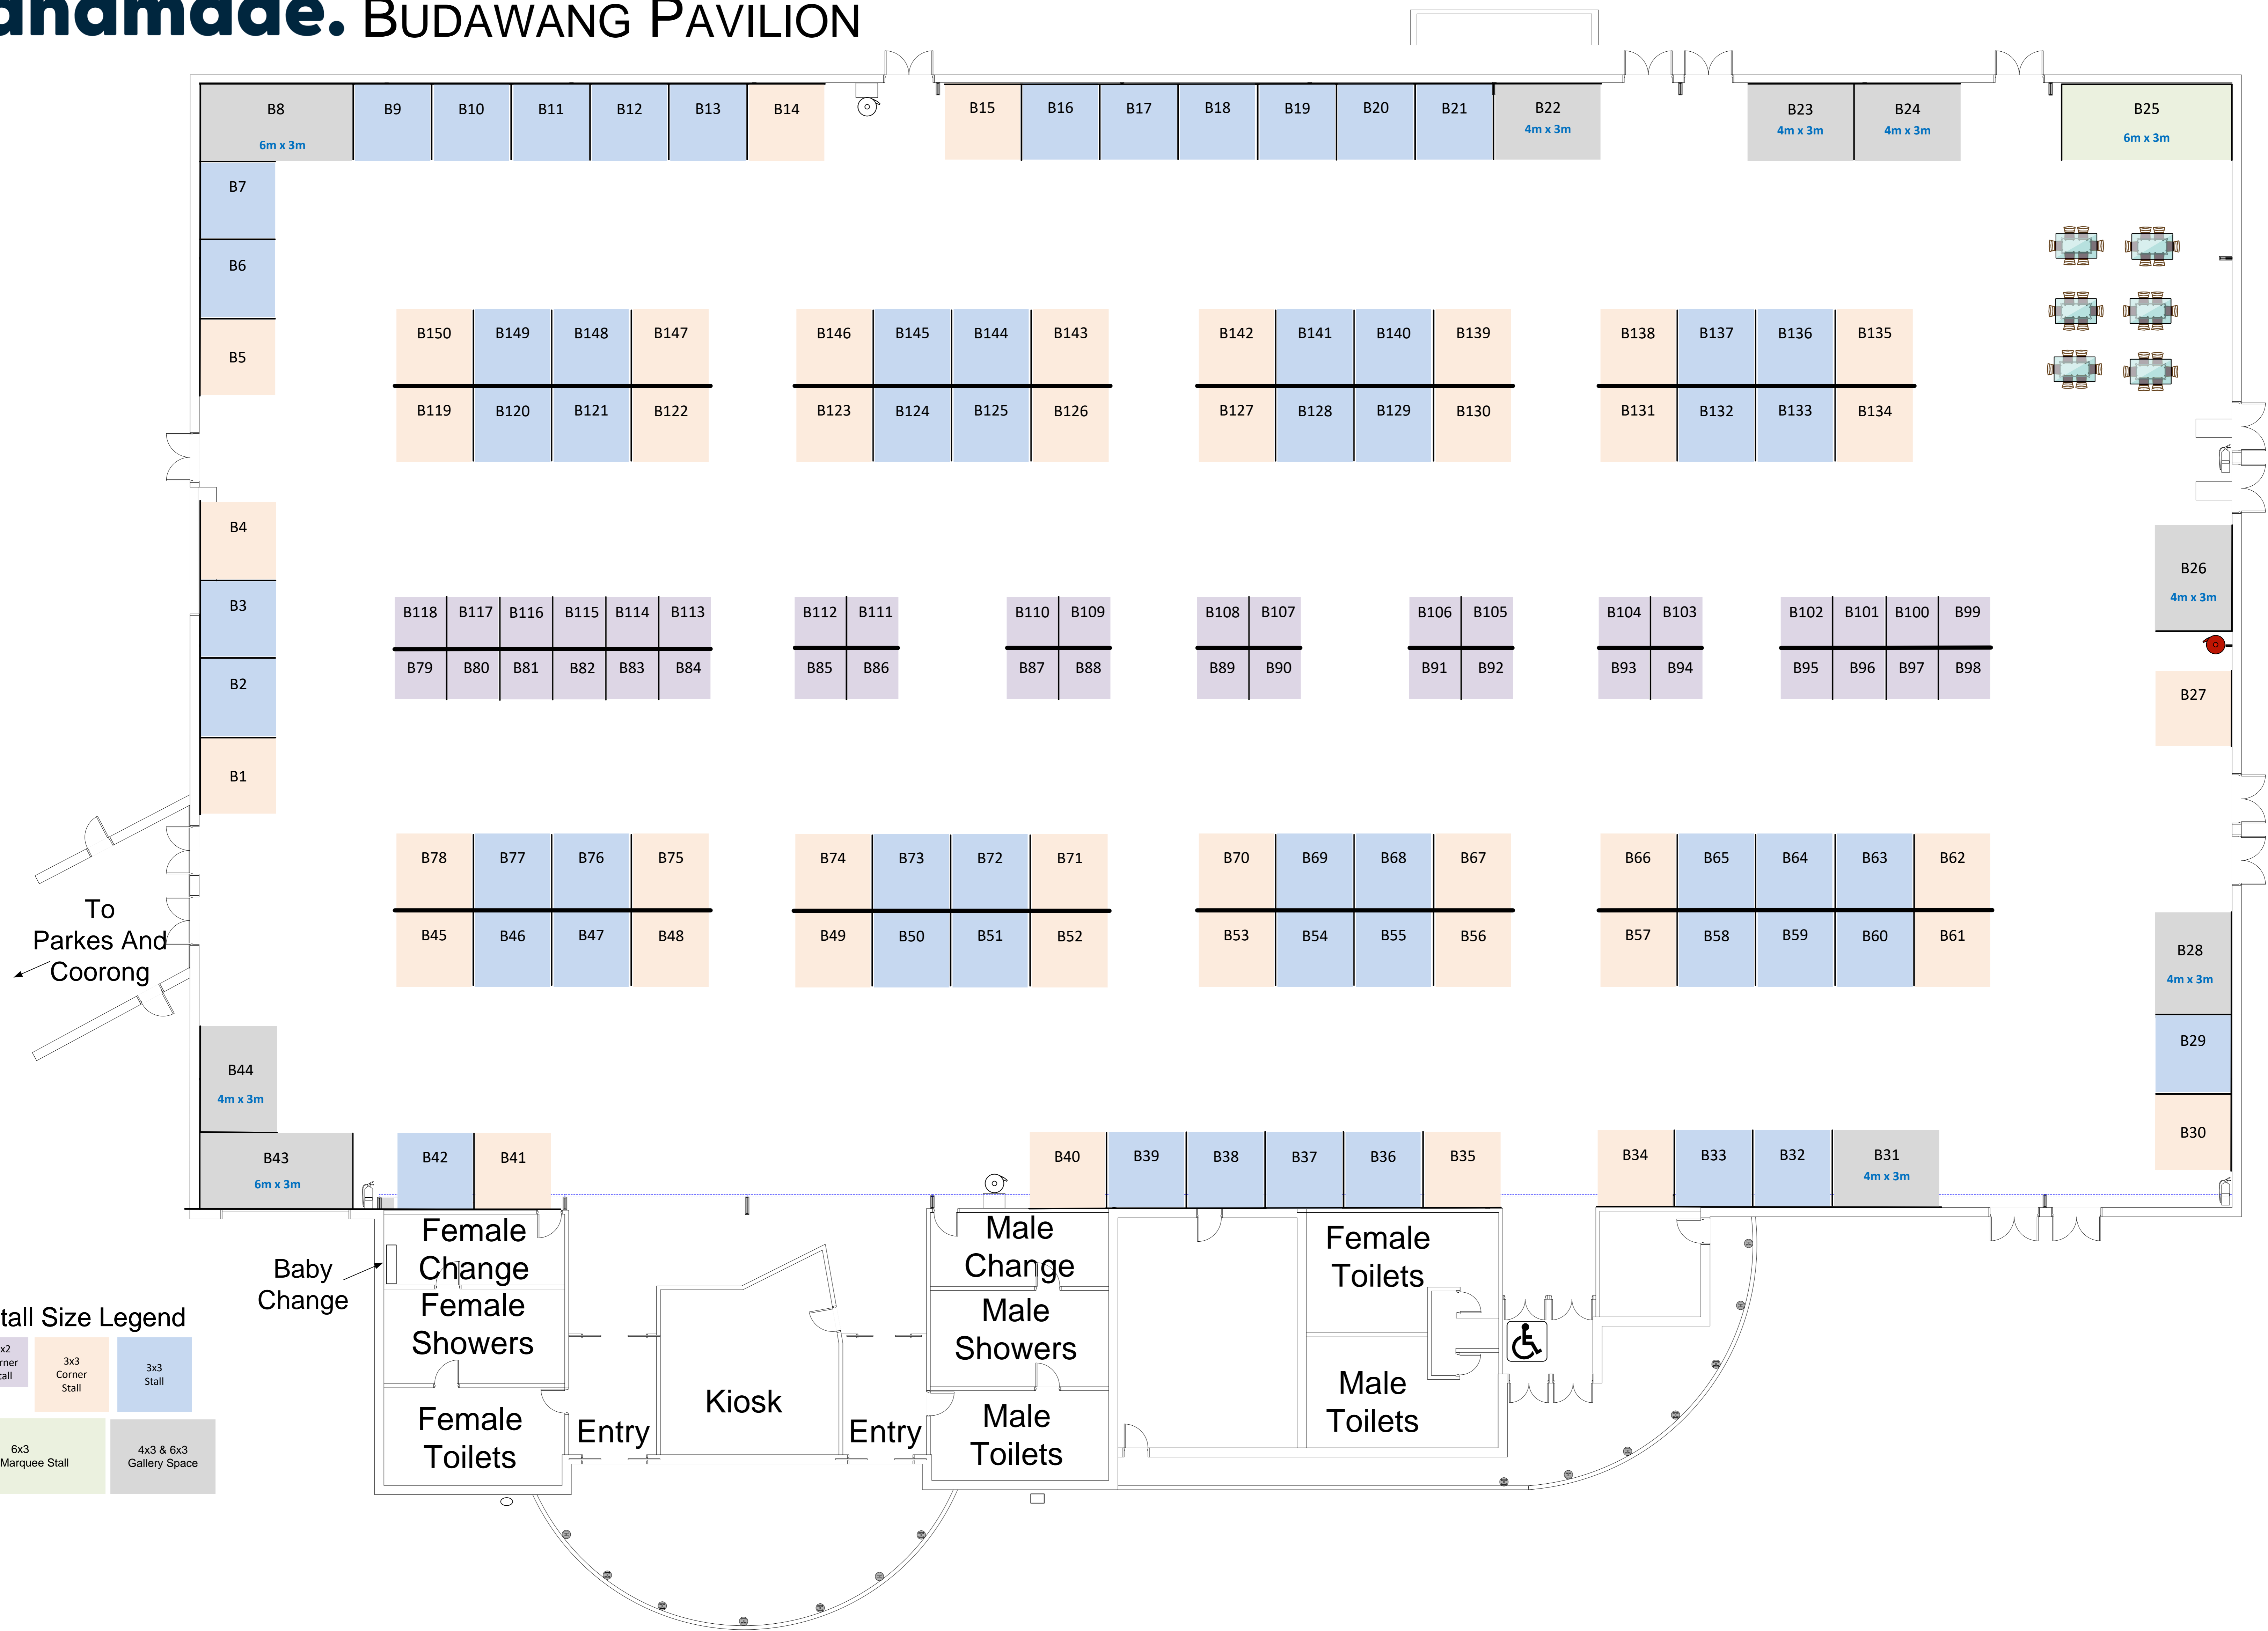 andmade. BUDAWANG PAVILION
B8 B9 B10 B11 B12 B13 B14 B15 B16 B17 B18 B19 B20 B21 B22 B23 B24 B25
6m x 3m 4m x 3m 4m x 3m 4m x 3m 6m x 3m
B7
B6
B5
B150 B149 B148 B147 B146 B145 B144 B143 B142 B141 B140 B139 B138 B137 B136 B135
B119 B120 B121 B122 B123 B124 B125 B126 B127 B128 B129 B130 B131 B132 B133 B134
B4
B3
B2
B1
B26
4m x 3m
B118 B117 B116 B115 B114 B113 B112 B111 B110 B109 B108 B107 B106 B105 B104 B103 B102 B101 B100 B99
B79 B80 B81 B82 B83 B84 B85 B86 B87 B88 B89 B90 B91 B92 B93 B94 B95 B96 B97 B98
B27
B78 B77 B76 B75 B74 B73 B72 B71 B70 B69 B68 B67 B66 B65 B64 B63 B62
B45 B46 B47 B48 B49 B50 B51 B52 B53 B54 B55 B56 B57 B58 B59 B60 B61
To
Parkes And
Coorong
B28
4m x 3m
B29
B30
B44
4m x 3m
B43 B42 B41 B40 B39 B38 B37 B36 B35 B34 B33 B32 B31
6m x 3m 4m x 3m
Baby
Change
Female
Change
Female
Showers
Female
Toilets
Entry
Kiosk
Entry
Male
Change
Male
Showers
Male
Toilets
Female
Toilets
Male
Toilets
tall Size Legend
x2
rner
tall
3x3
Corner
Stall
3x3
Stall
6x3
Marquee Stall
4x3 & 6x3
Gallery Space